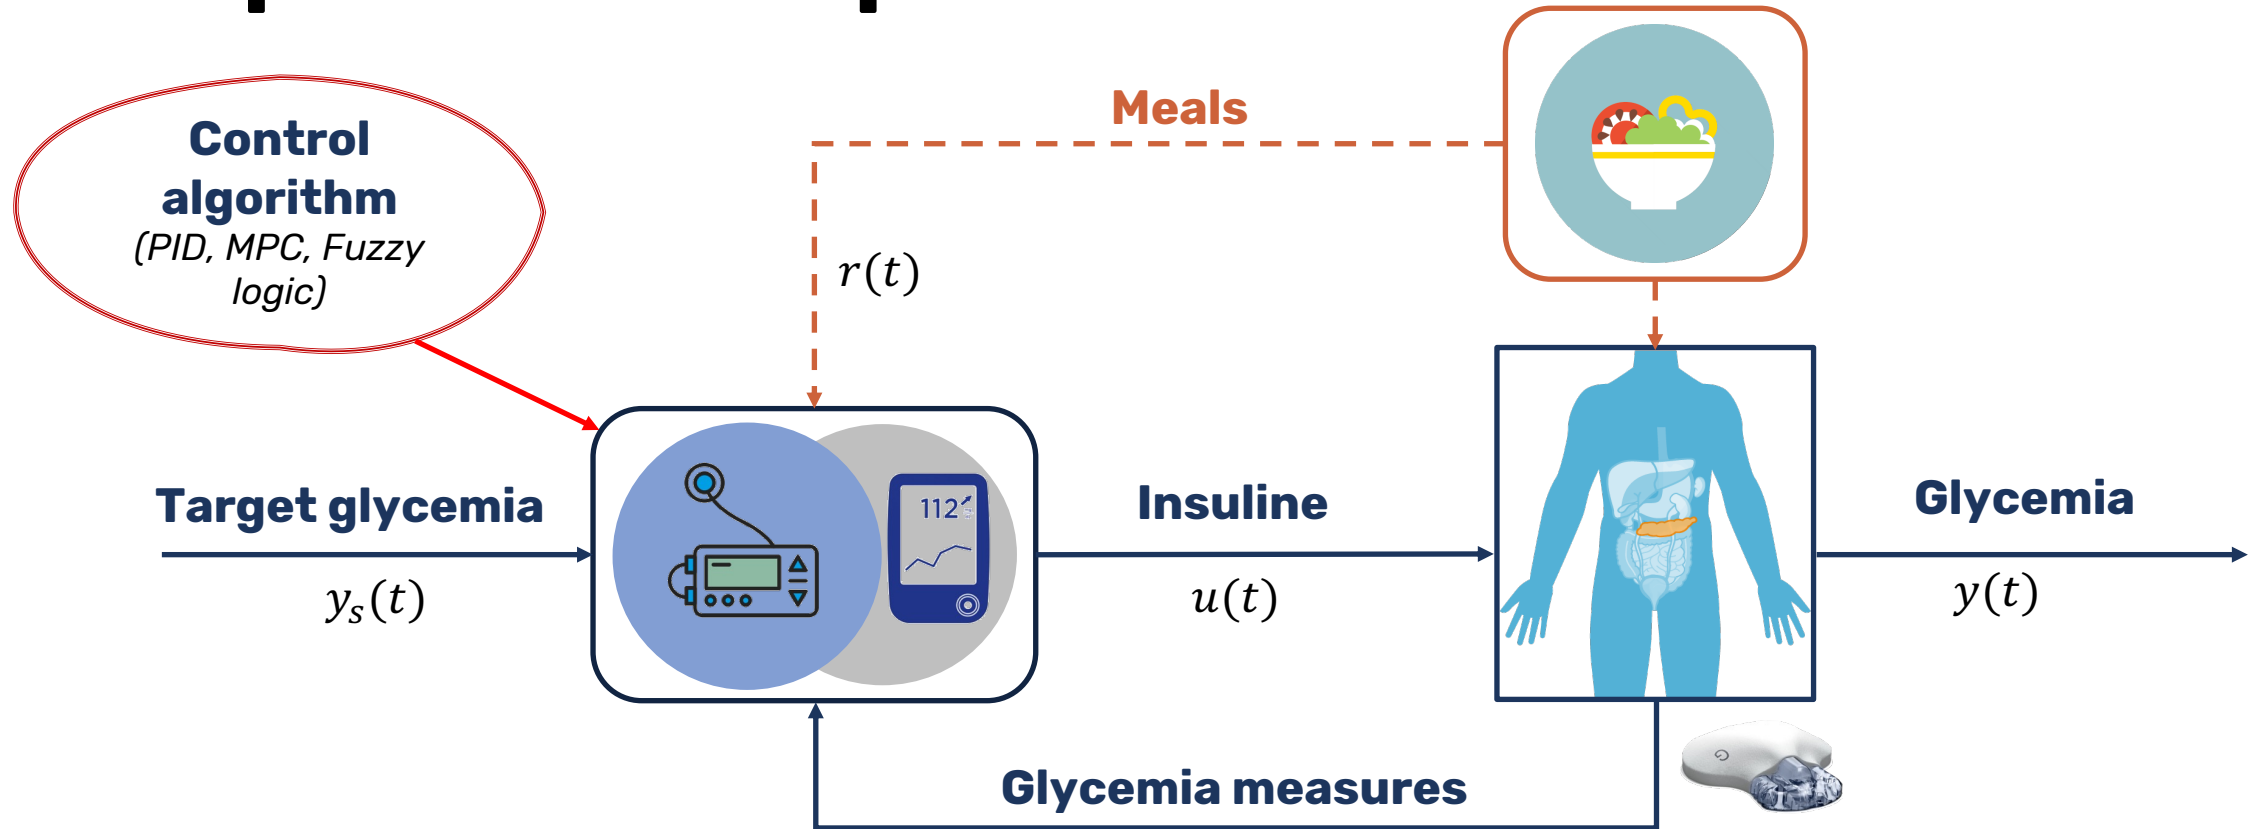 Meals
Control
algorithm
(PID, MPC, Fuzzy
logic)
r(t)
Target glycemia
y_s(t)
112
Insuline
u(t)
Glycemia
y(t)
G
Glycemia measures